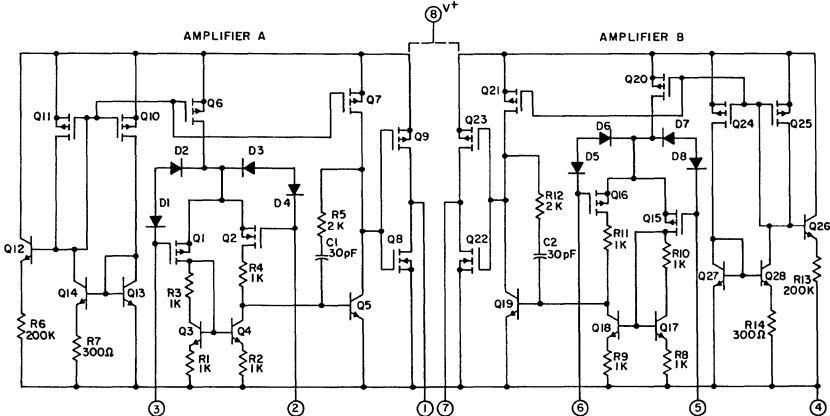 ⑧ V+
AMPLIFIER A
AMPLIFIER B
Q6
Q7
Q20
Q11
Q10
Q9
Q23
Q21
Q24
Q25
D2
D3
D6
D7
D1
D4
D5
D8
Q16
Q15
R5
2K
R12
2K
Q12
Q1
Q2
C1
30pF
Q8
Q22
C2
30pF
R11
1K
R10
1K
Q26
R4
1K
R3
1K
Q14
Q13
Q5
Q19
Q27
Q28
R13
200K
R6
200K
R7
300Ω
Q3
Q4
Q18
Q17
R14
300Ω
R1
1K
R2
1K
R9
1K
R8
1K
③ ② ① ⑦ ⑥ ⑤ ④